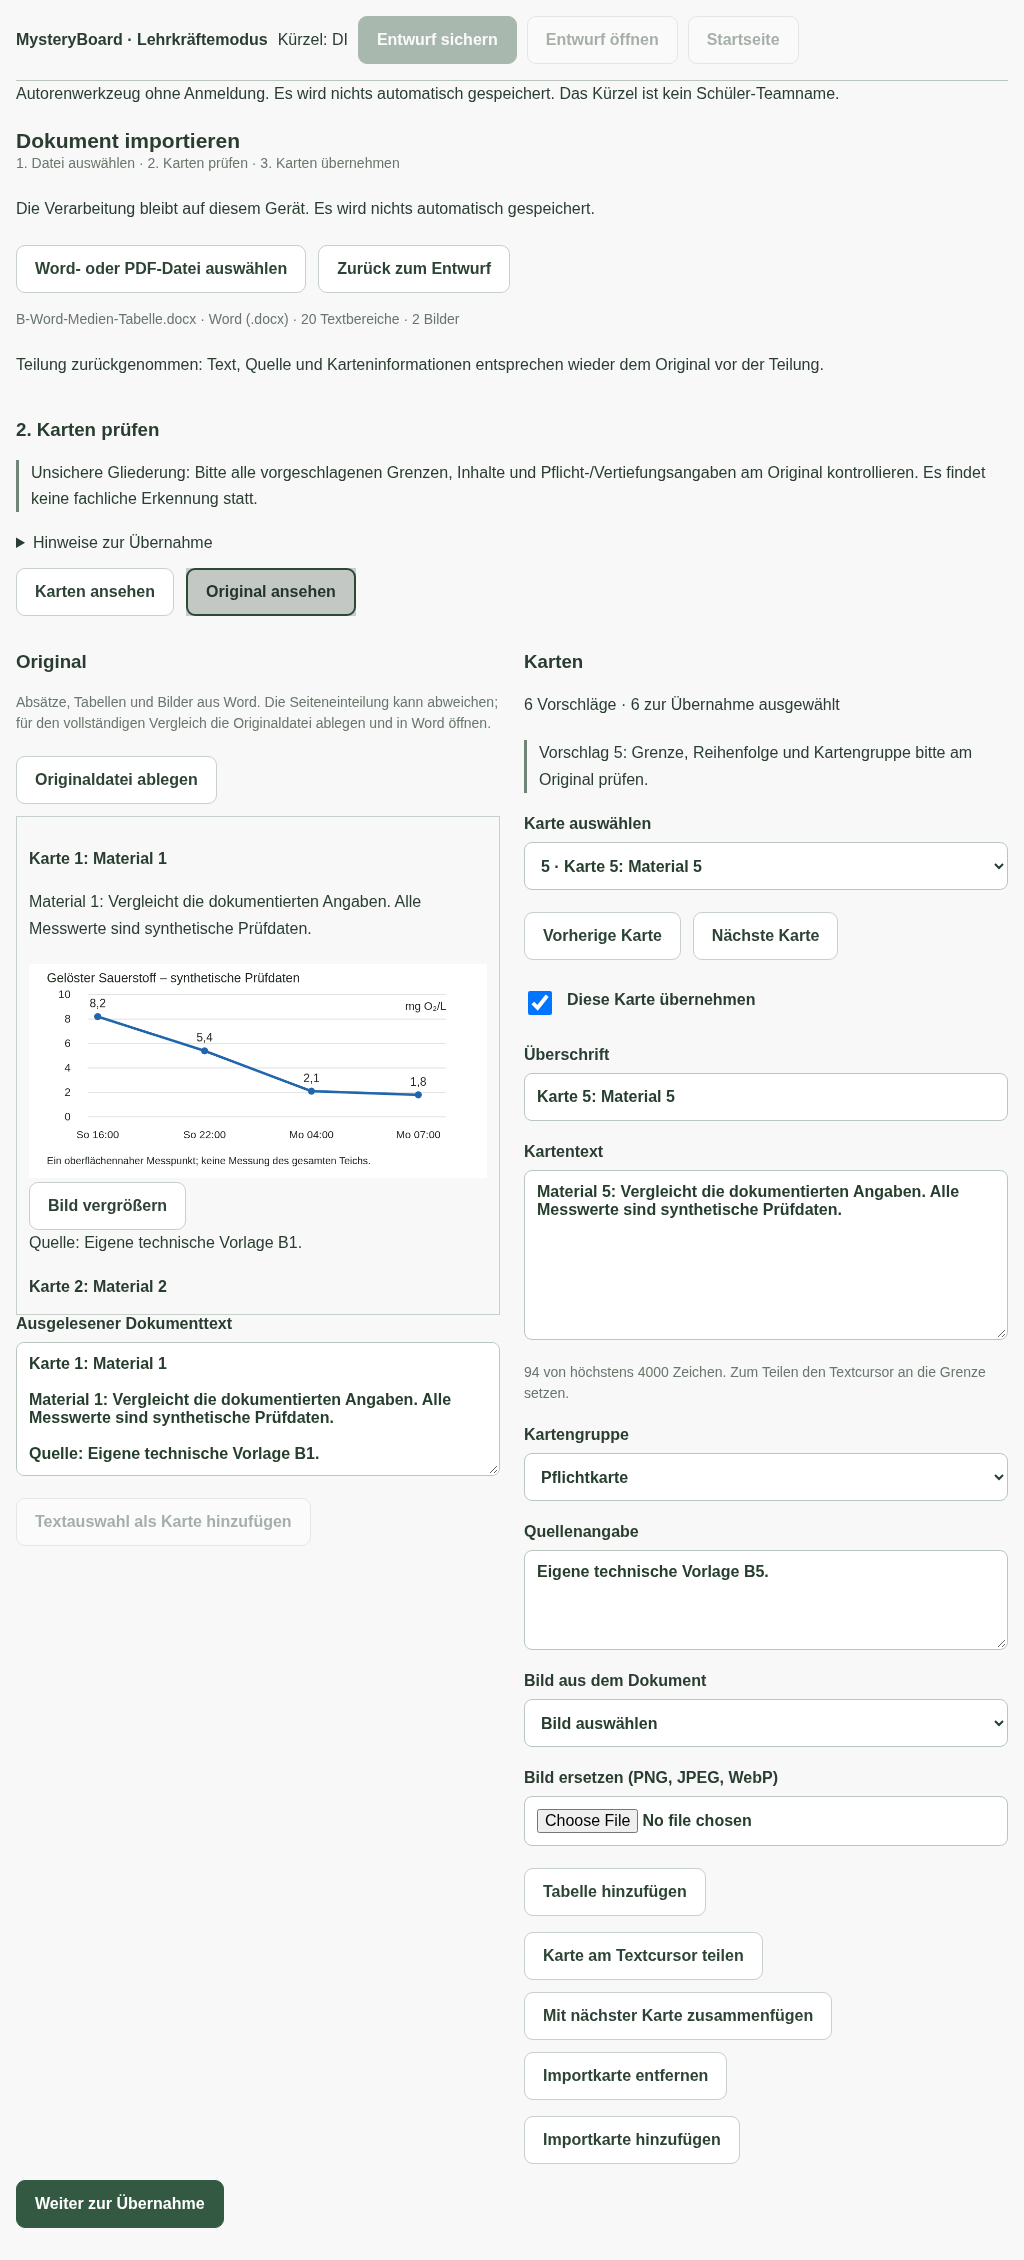 MysteryBoard · Lehrkräftemodus Kürzel: DI Entwurf sichern Entwurf öffnen Startseite
Autorenwerkzeug ohne Anmeldung. Es wird nichts automatisch gespeichert. Das Kürzel ist kein Schüler-Teamname.
Dokument importieren
1. Datei auswählen · 2. Karten prüfen · 3. Karten übernehmen
Die Verarbeitung bleibt auf diesem Gerät. Es wird nichts automatisch gespeichert.
Word- oder PDF-Datei auswählen Zurück zum Entwurf
B-Word-Medien-Tabelle.docx · Word (.docx) · 20 Textbereiche · 2 Bilder
Teilung zurückgenommen: Text, Quelle und Karteninformationen entsprechen wieder dem Original vor der Teilung.
2. Karten prüfen
Unsichere Gliederung: Bitte alle vorgeschlagenen Grenzen, Inhalte und Pflicht-/Vertiefungsangaben am Original kontrollieren. Es findet
keine fachliche Erkennung statt.
Hinweise zur Übernahme
Karten ansehen Original ansehen
Original
Absätze, Tabellen und Bilder aus Word. Die Seiteneinteilung kann abweichen;
für den vollständigen Vergleich die Originaldatei ablegen und in Word öffnen.
Originaldatei ablegen
Karte 1: Material 1
Material 1: Vergleicht die dokumentierten Angaben. Alle
Messwerte sind synthetische Prüfdaten.
Gelöster Sauerstoff – synthetische Prüfdaten
mg O₂/L
10
8
6
4
2
0
8,2
5,4
2,1
1,8
So 16:00 So 22:00 Mo 04:00 Mo 07:00
Ein oberflächennaher Messpunkt; keine Messung des gesamten Teichs.
Bild vergrößern
Quelle: Eigene technische Vorlage B1.
Karte 2: Material 2
Ausgelesener Dokumenttext
Karte 1: Material 1
Material 1: Vergleicht die dokumentierten Angaben. Alle
Messwerte sind synthetische Prüfdaten.
Quelle: Eigene technische Vorlage B1.
Textauswahl als Karte hinzufügen
Karten
6 Vorschläge · 6 zur Übernahme ausgewählt
Vorschlag 5: Grenze, Reihenfolge und Kartengruppe bitte am
Original prüfen.
Karte auswählen
5 · Karte 5: Material 5
Vorherige Karte Nächste Karte
Diese Karte übernehmen
Überschrift
Karte 5: Material 5
Kartentext
Material 5: Vergleicht die dokumentierten Angaben. Alle
Messwerte sind synthetische Prüfdaten.
94 von höchstens 4000 Zeichen. Zum Teilen den Textcursor an die Grenze
setzen.
Kartengruppe
Pflichtkarte
Quellenangabe
Eigene technische Vorlage B5.
Bild aus dem Dokument
Bild auswählen
Bild ersetzen (PNG, JPEG, WebP)
Choose File No file chosen
Tabelle hinzufügen
Karte am Textcursor teilen
Mit nächster Karte zusammenfügen
Importkarte entfernen
Importkarte hinzufügen
Weiter zur Übernahme